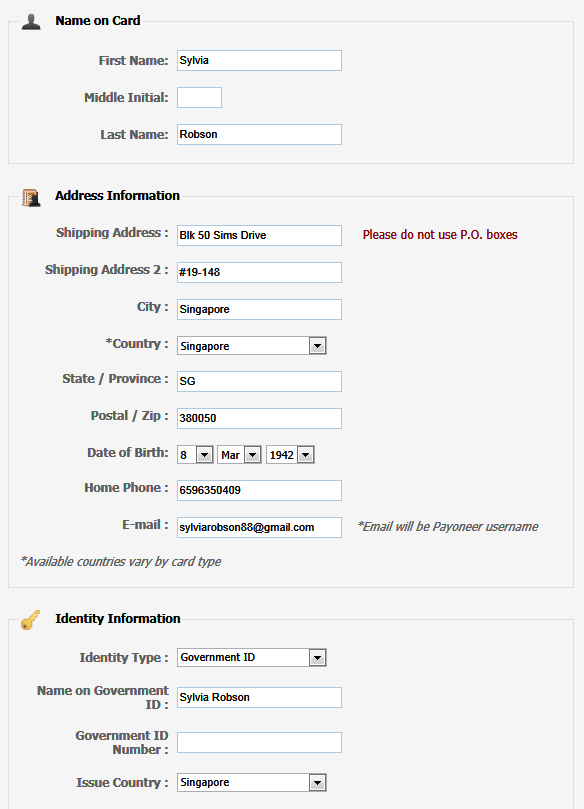 Name on Card
First Name: Sylvia
Middle Initial:
Last Name: Robson
Address Information
Shipping Address : Blk 50 Sims Drive Please do not use P.O. boxes
Shipping Address 2 : #19-148
City : Singapore
*Country : Singapore
State / Province : SG
Postal / Zip : 380050
Date of Birth: 8 Mar 1942
Home Phone : 6596350409
E-mail : sylviarobson88@gmail.com *Email will be Payoneer username
*Available countries vary by card type
Identity Information
Identity Type : Government ID
Name on Government
ID : Sylvia Robson
Government ID
Number :
Issue Country : Singapore